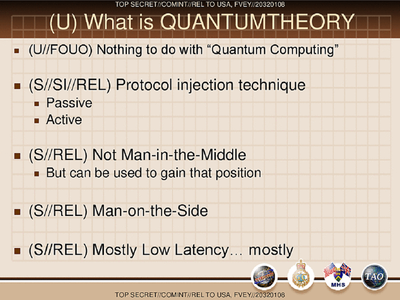 TOP SECRET//COMINT//REL TO USA, FVEY//20320108
(U) What is QUANTUMTHEORY
(U//FOUO) Nothing to do with “Quantum Computing”
(S//SI//REL) Protocol injection technique
Passive
Active
(S//REL) Not Man-in-the-Middle
But can be used to gain that position
(S//REL) Man-on-the-Side
(S//REL) Mostly Low Latency… mostly
MHS
TAO
TOP SECRET//COMINT//REL TO USA, FVEY//20320108